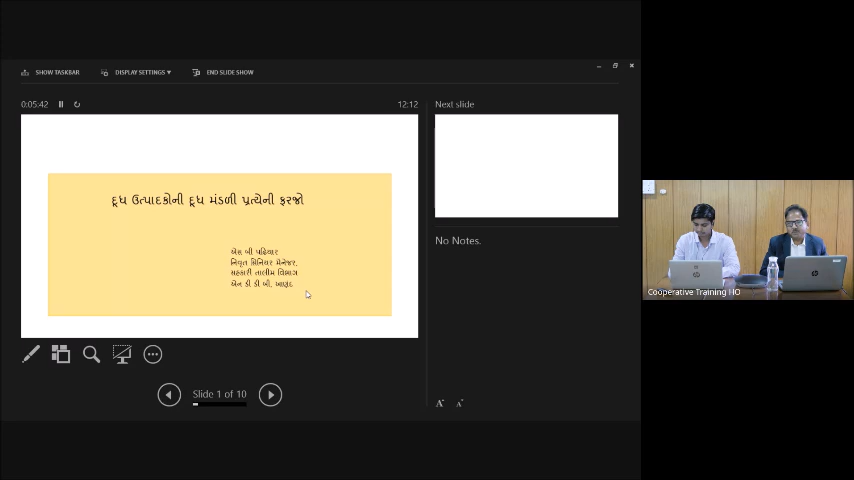 SHOW TASKBAR
DISPLAY SETTINGS ▼
END SLIDE SHOW
0:05:42
12:12
Next slide
દૂધ ઉત્પાદકોની દૂધ મંડળી પ્રત્યેની ફરજો
એસ બી પઢિયાર
નિવૃત સિનિયર મેનેજર,
સહકારી તાલીમ વિભાગ
એન ડી ડી બી. આણંદ
No Notes.
Slide 1 of 10
Cooperative Training HO